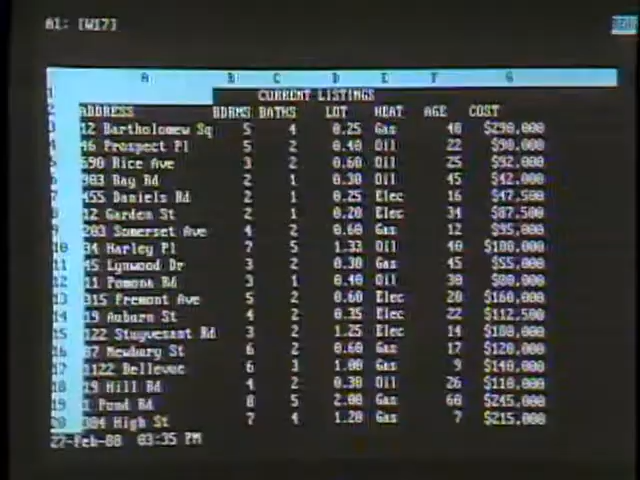 A1: [W17]
A B C D E F G
1 CURRENT LISTINGS
2 ADDRESS BDRMS BATHS LOT HEAT AGE COST
3 12 Bartholomew Sq 5 4 0.25 Gas 40 $290,000
4 46 Prospect Pl 5 2 0.40 Oil 22 $90,000
5 690 Rice Ave 3 2 0.60 Oil 25 $92,000
6 903 Bay Rd 2 1 0.30 Oil 45 $42,000
7 455 Daniels Rd 2 1 0.25 Elec 16 $47,500
8 12 Garden St 2 1 0.20 Elec 34 $87,500
9 203 Somerset Ave 4 2 0.60 Gas 12 $95,000
10 34 Harley Pl 7 5 1.33 Oil 40 $180,000
11 45 Lynwood Dr 3 2 0.30 Gas 45 $55,000
12 11 Pomona Rd 3 1 0.40 Oil 30 $80,000
13 315 Fremont Ave 5 2 0.60 Elec 20 $160,000
14 19 Auburn St 4 2 0.35 Elec 22 $112,500
15 122 Stuyvesant Rd 3 2 1.25 Elec 14 $180,000
16 87 Newbury St 6 2 0.60 Gas 17 $120,000
17 1122 Bellevue 6 3 1.00 Gas 9 $140,000
18 19 Hill Rd 4 2 0.30 Oil 26 $110,000
19 1 Pond Rd 8 5 2.00 Gas 60 $245,000
20 304 High St 7 4 1.20 Gas 7 $215,000
27-Feb-88 03:35 PM